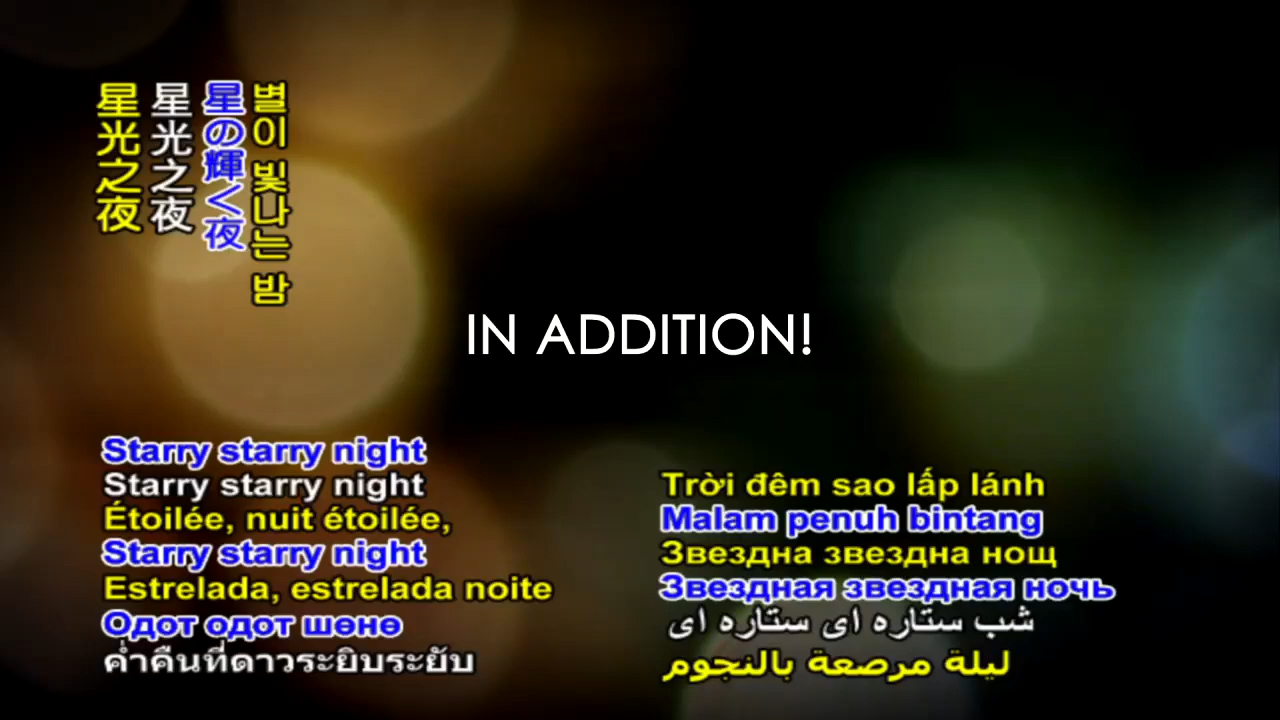 星光之夜
星光之夜
星の輝く夜
별이 빛나는 밤
IN ADDITION!
Starry starry night
Starry starry night
Étoilée, nuit étoilée,
Starry starry night
Estrelada, estrelada noite
Одот одот шөнө
ค่ำคืนที่ดาวระยิบระยับ
Trời đêm sao lấp lánh
Malam penuh bintang
Звездна звездна нощ
Звездная звездная ночь
شب ستاره ای ستاره ای
ليلة مرصعة بالنجوم